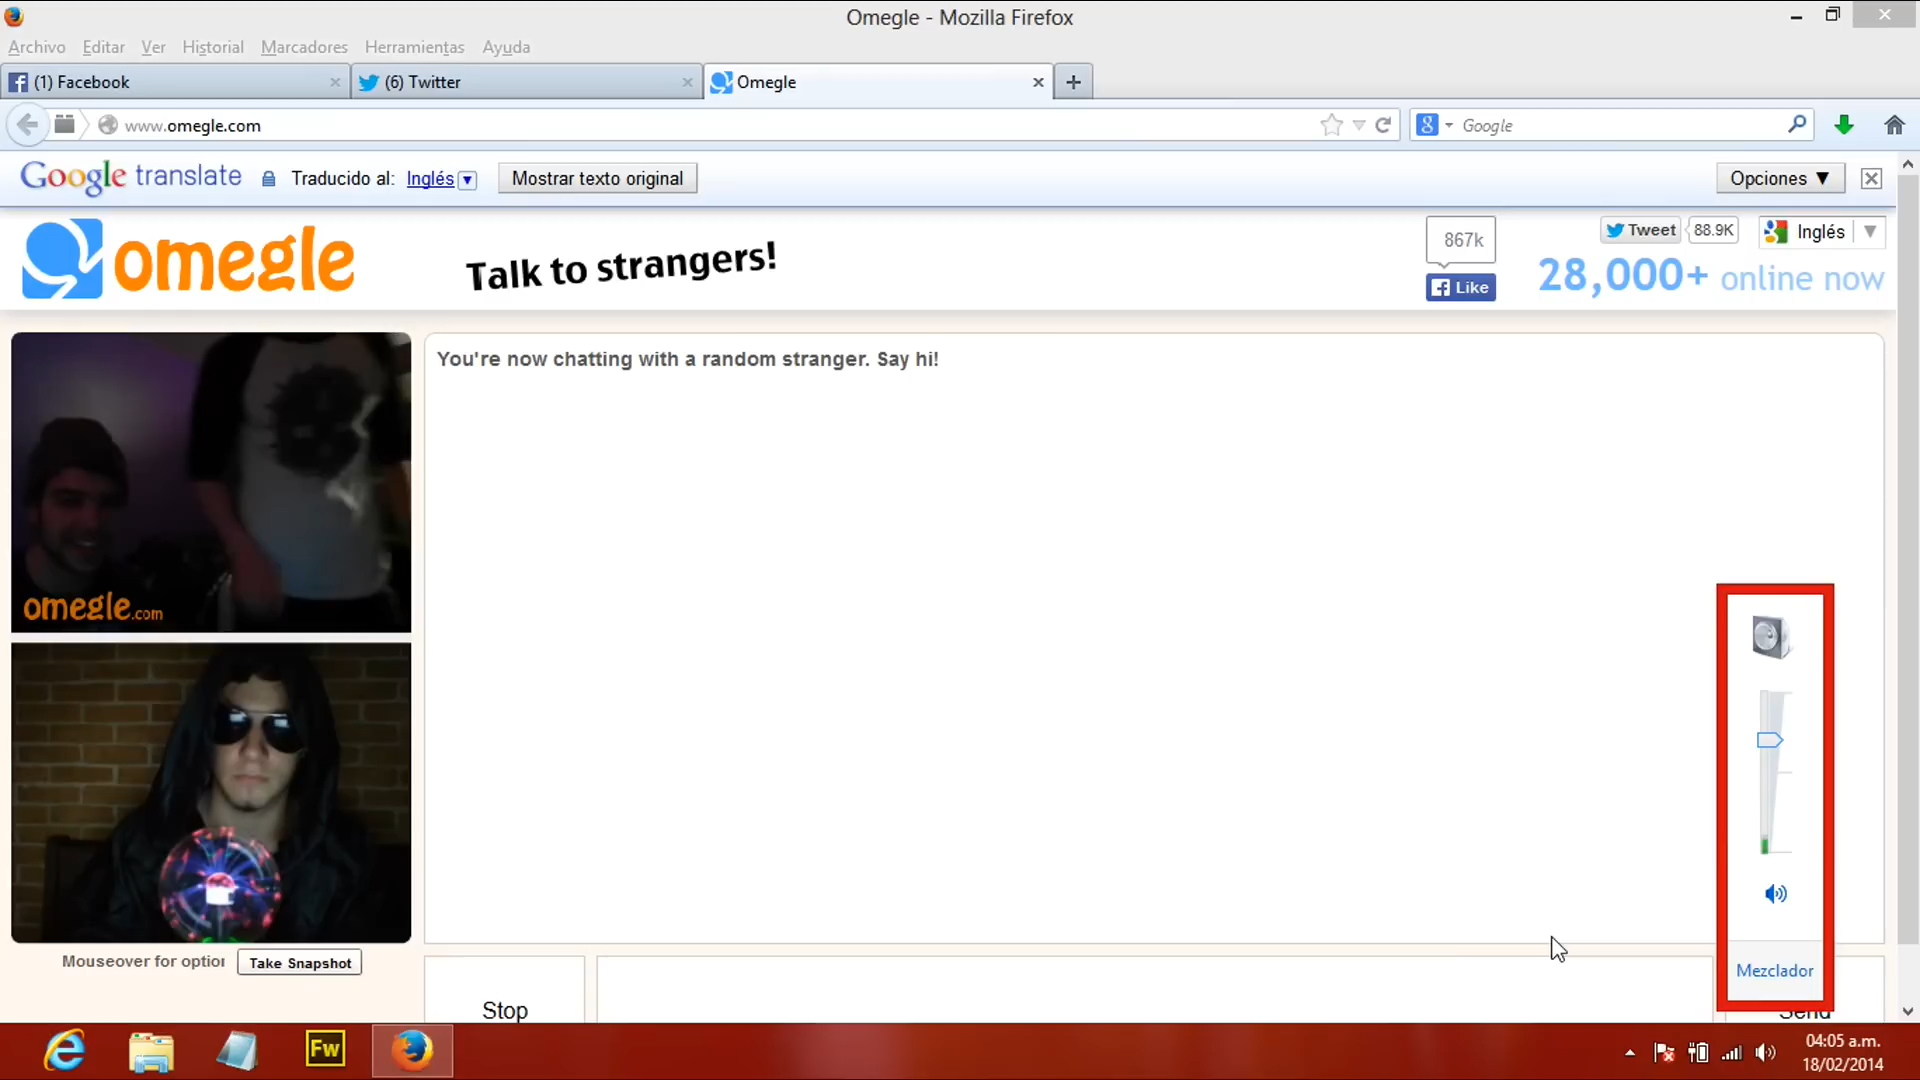 Omegle - Mozilla Firefox
Archivo Editar Ver Historial Marcadores Herramientas Ayuda
(1) Facebook (6) Twitter Omegle
www.omegle.com Google
Google translate Traducido al: Inglés Mostrar texto original Opciones ▼
omegle Talk to strangers! 867k Like Tweet 88.9K Inglés
28,000+ online now
You're now chatting with a random stranger. Say hi!
omegle.com
Mouseover for option Take Snapshot
Mezclador
Stop Send
Fw
04:05 a.m.
18/02/2014